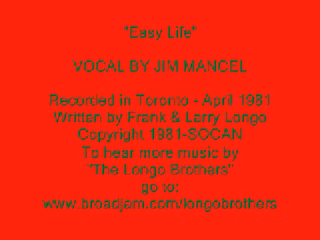 "Easy Life"
VOCAL BY JIM MANCEL
Recorded in Toronto - April 1981
Written by Frank & Larry Longo
Copyright 1981-SOCAN
To hear more music by
"The Longo Brothers"
go to:
www.broadjam.com/longobrothers